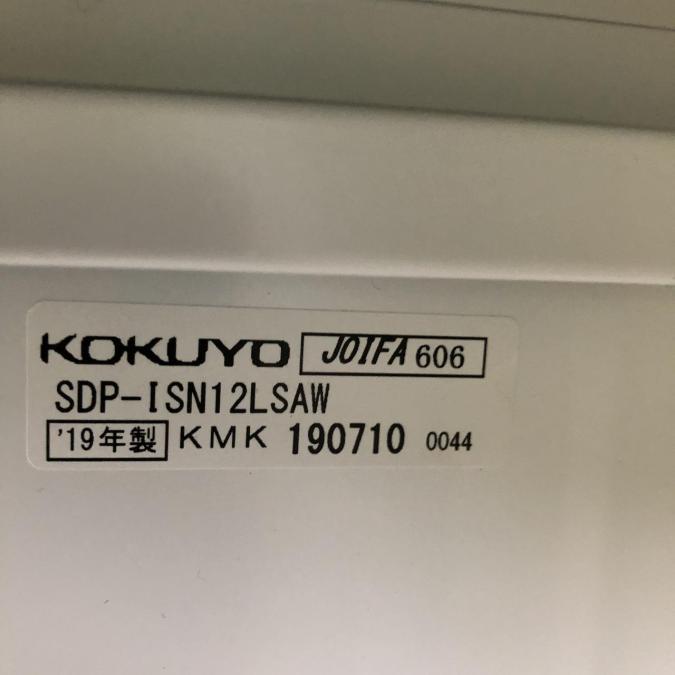 KOKUYO JOIFA 606
SDP-ISN12LSAW
'19年製 KMK 190710 0044